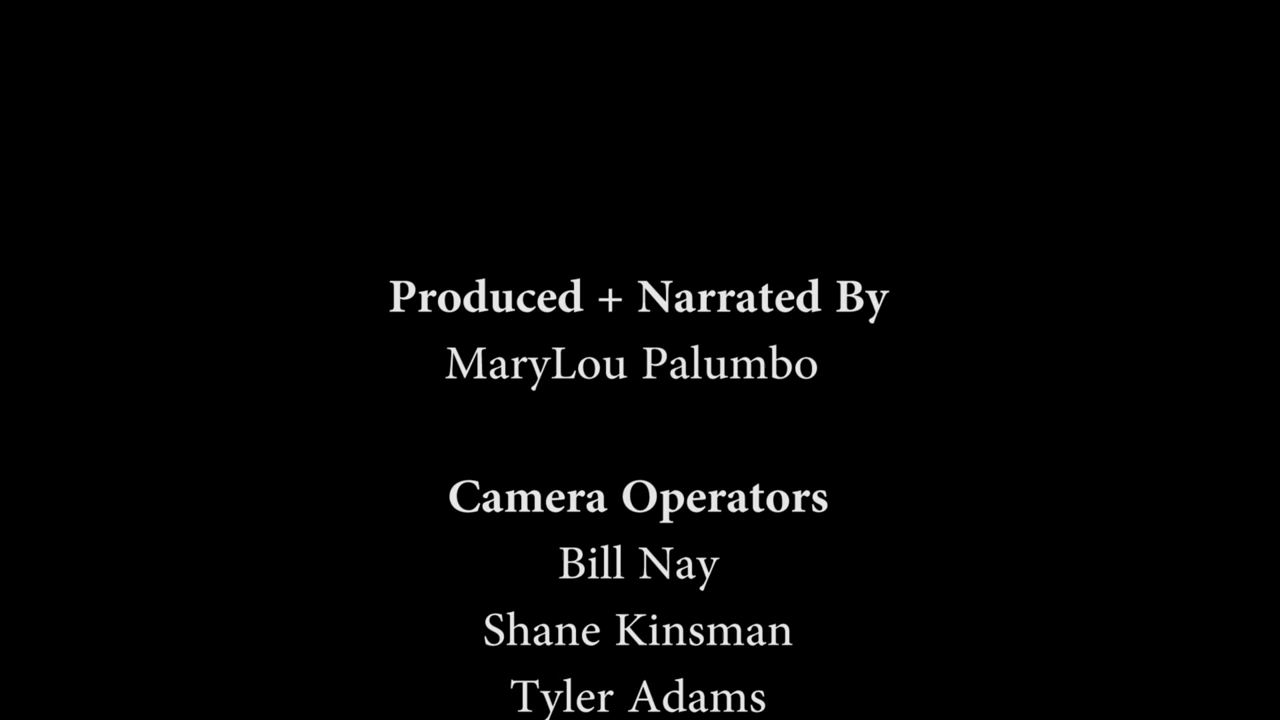 Produced + Narrated By
MaryLou Palumbo
Camera Operators
Bill Nay
Shane Kinsman
Tyler Adams